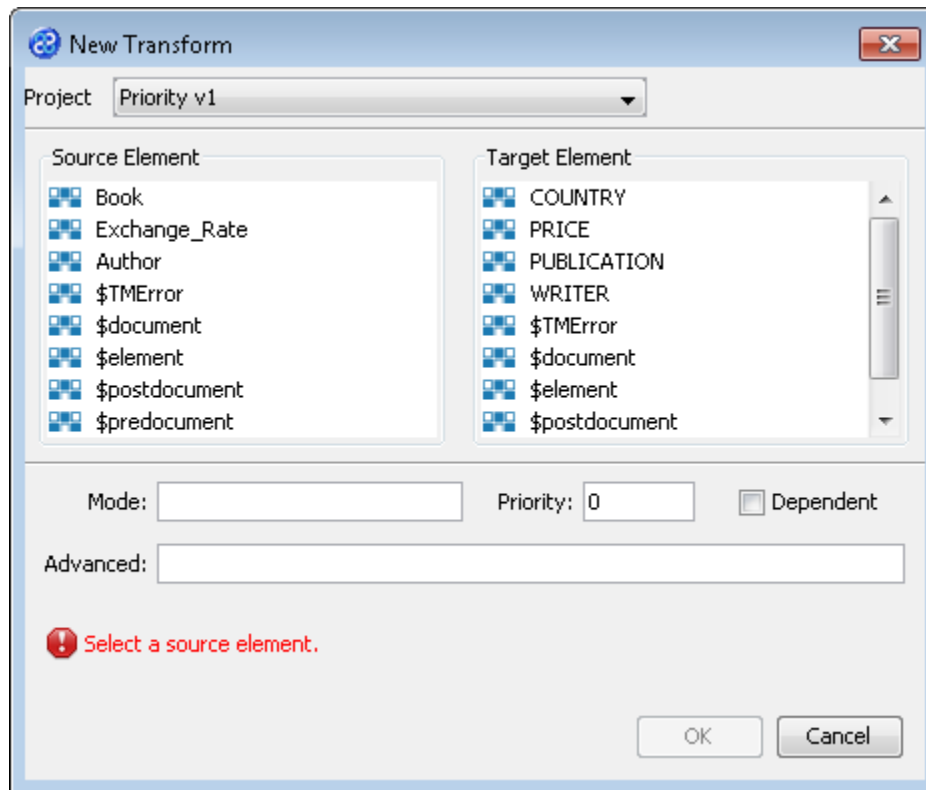 New Transform
Project Priority v1
Source Element
Book
Exchange_Rate
Author
$TMError
$document
$element
$postdocument
$predocument
Target Element
COUNTRY
PRICE
PUBLICATION
WRITER
$TMError
$document
$element
$postdocument
Mode: Priority: 0 Dependent
Advanced:
Select a source element.
OK Cancel